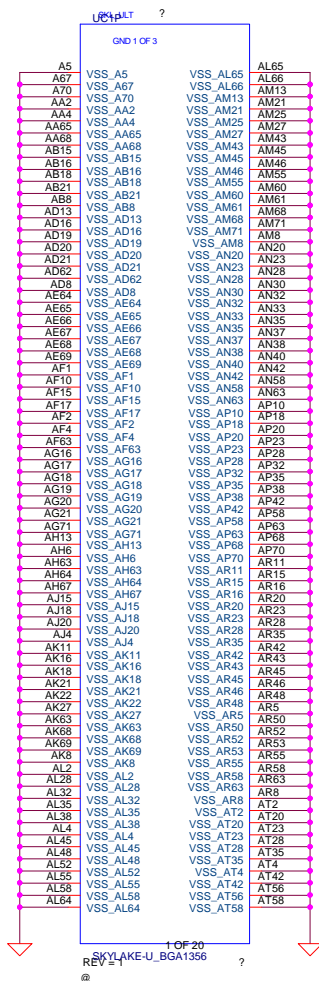 SKL_ULT
UC1P
?
GND 1 OF 3
A5 VSS_A5 VSS_AL65 AL65
A67 VSS_A67 VSS_AL66 AL66
A70 VSS_A70 VSS_AM13 AM13
AA2 VSS_AA2 VSS_AM21 AM21
AA4 VSS_AA4 VSS_AM25 AM25
AA65 VSS_AA65 VSS_AM27 AM27
AA68 VSS_AA68 VSS_AM43 AM43
AB15 VSS_AB15 VSS_AM45 AM45
AB16 VSS_AB16 VSS_AM46 AM46
AB18 VSS_AB18 VSS_AM55 AM55
AB21 VSS_AB21 VSS_AM60 AM60
AB8 VSS_AB8 VSS_AM61 AM61
AD13 VSS_AD13 VSS_AM68 AM68
AD16 VSS_AD16 VSS_AM71 AM71
AD19 VSS_AD19 VSS_AM8 AM8
AD20 VSS_AD20 VSS_AN20 AN20
AD21 VSS_AD21 VSS_AN23 AN23
AD62 VSS_AD62 VSS_AN28 AN28
AD8 VSS_AD8 VSS_AN30 AN30
AE64 VSS_AE64 VSS_AN32 AN32
AE65 VSS_AE65 VSS_AN33 AN33
AE66 VSS_AE66 VSS_AN35 AN35
AE67 VSS_AE67 VSS_AN37 AN37
AE68 VSS_AE68 VSS_AN38 AN38
AE69 VSS_AE69 VSS_AN40 AN40
AF1 VSS_AF1 VSS_AN42 AN42
AF10 VSS_AF10 VSS_AN58 AN58
AF15 VSS_AF15 VSS_AN63 AN63
AF17 VSS_AF17 VSS_AP10 AP10
AF2 VSS_AF2 VSS_AP18 AP18
AF4 VSS_AF4 VSS_AP20 AP20
AF63 VSS_AF63 VSS_AP23 AP23
AG16 VSS_AG16 VSS_AP28 AP28
AG17 VSS_AG17 VSS_AP32 AP32
AG18 VSS_AG18 VSS_AP35 AP35
AG19 VSS_AG19 VSS_AP38 AP38
AG20 VSS_AG20 VSS_AP42 AP42
AG21 VSS_AG21 VSS_AP58 AP58
AG71 VSS_AG71 VSS_AP63 AP63
AH13 VSS_AH13 VSS_AP68 AP68
AH6 VSS_AH6 VSS_AP70 AP70
AH63 VSS_AH63 VSS_AR11 AR11
AH64 VSS_AH64 VSS_AR15 AR15
AH67 VSS_AH67 VSS_AR16 AR16
AJ15 VSS_AJ15 VSS_AR20 AR20
AJ18 VSS_AJ18 VSS_AR23 AR23
AJ20 VSS_AJ20 VSS_AR28 AR28
AJ4 VSS_AJ4 VSS_AR35 AR35
AK11 VSS_AK11 VSS_AR42 AR42
AK16 VSS_AK16 VSS_AR43 AR43
AK18 VSS_AK18 VSS_AR45 AR45
AK21 VSS_AK21 VSS_AR46 AR46
AK22 VSS_AK22 VSS_AR48 AR48
AK27 VSS_AK27 VSS_AR5 AR5
AK63 VSS_AK63 VSS_AR50 AR50
AK68 VSS_AK68 VSS_AR52 AR52
AK69 VSS_AK69 VSS_AR53 AR53
AK8 VSS_AK8 VSS_AR55 AR55
AL2 VSS_AL2 VSS_AR58 AR58
AL28 VSS_AL28 VSS_AR63 AR63
AL32 VSS_AL32 VSS_AR8 AR8
AL35 VSS_AL35 VSS_AT2 AT2
AL38 VSS_AL38 VSS_AT20 AT20
AL4 VSS_AL4 VSS_AT23 AT23
AL45 VSS_AL45 VSS_AT28 AT28
AL48 VSS_AL48 VSS_AT35 AT35
AL52 VSS_AL52 VSS_AT4 AT4
AL55 VSS_AL55 VSS_AT42 AT42
AL58 VSS_AL58 VSS_AT56 AT56
AL64 VSS_AL64 VSS_AT58 AT58
1 OF 20
SKYLAKE-U_BGA1356
REV = 1 ?
@